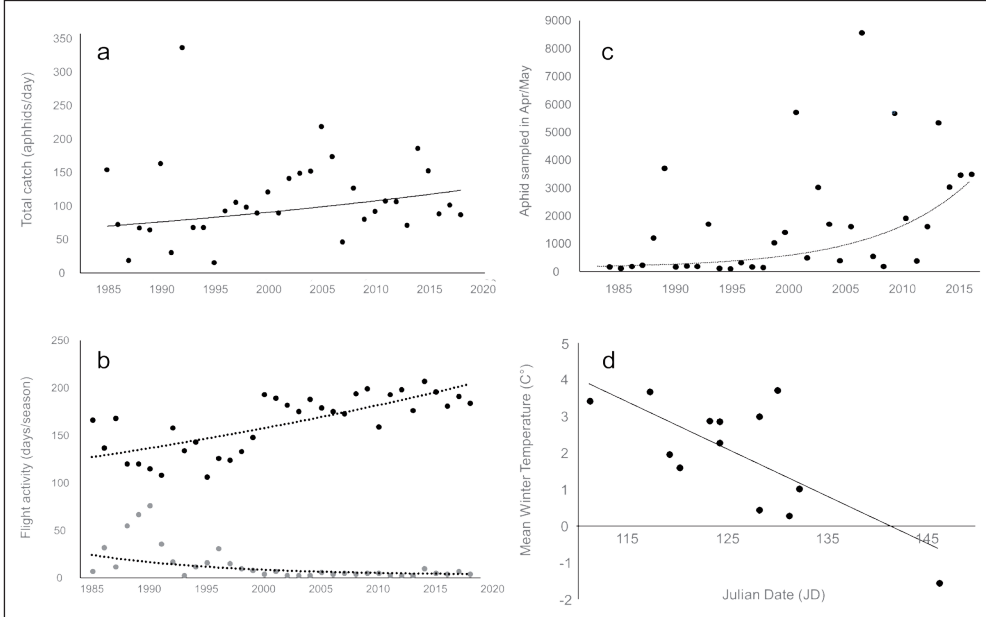 a
Total catch (aphhids/day)
350
300
250
200
150
100
50
0
1985 1990 1995 2000 2005 2010 2015 2020
c
Aphid sampled in Apr/May
9000
8000
7000
6000
5000
4000
3000
2000
1000
0
1985 1990 1995 2000 2005 2011 2015
b
Flight activity (days/season)
250
200
150
100
50
0
1985 1990 1995 2000 2005 2010 2015 2020
d
Mean Winter Temperature (C°)
5
4
3
2
1
0
-1
-2
115 125 135 145
Julian Date (JD)